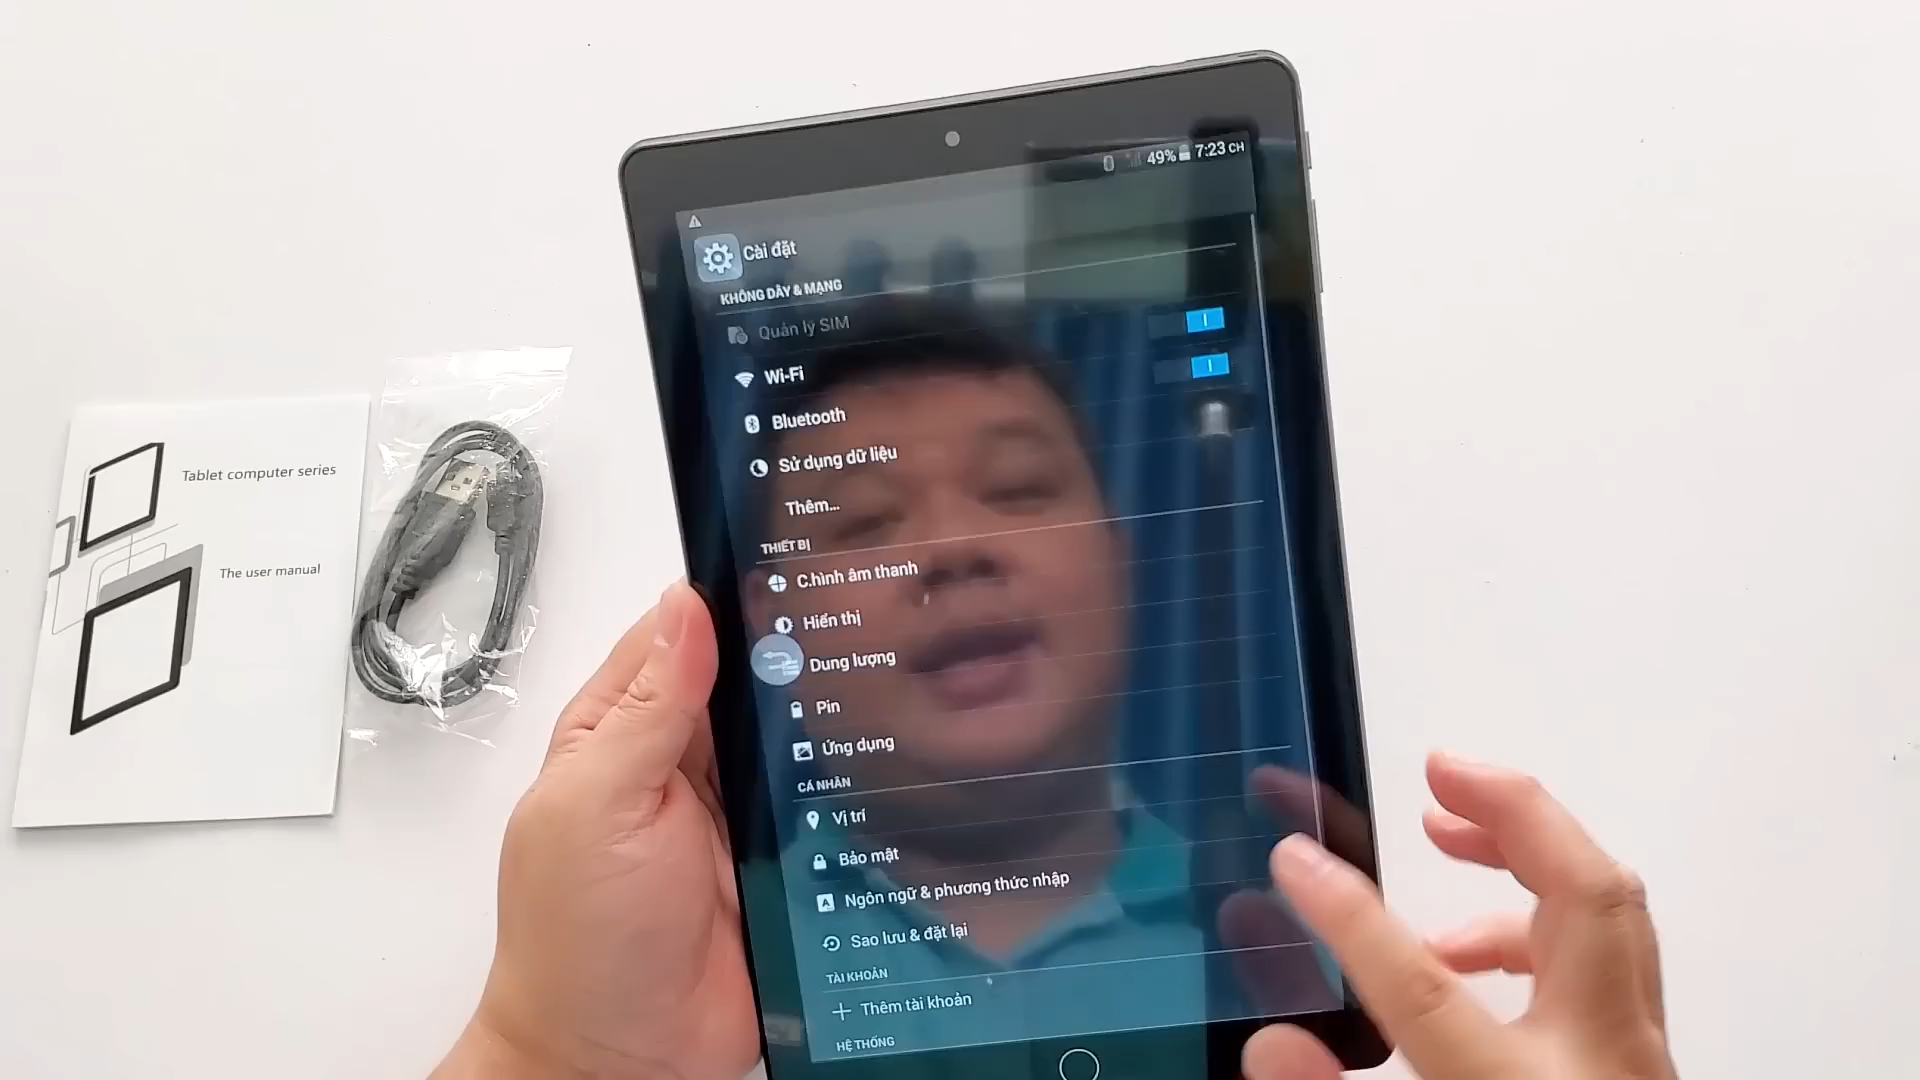 Tablet computer series
The user manual
49% 7:23 CH
Cài đặt
KHÔNG DÂY & MẠNG
Quản lý SIM
Wi-Fi
Bluetooth
Sử dụng dữ liệu
Thêm...
THIẾT BỊ
C.hình âm thanh
Hiển thị
Dung lượng
Pin
Ứng dụng
CÁ NHÂN
Vị trí
Bảo mật
Ngôn ngữ & phương thức nhập
Sao lưu & đặt lại
TÀI KHOẢN
Thêm tài khoản
HỆ THỐNG